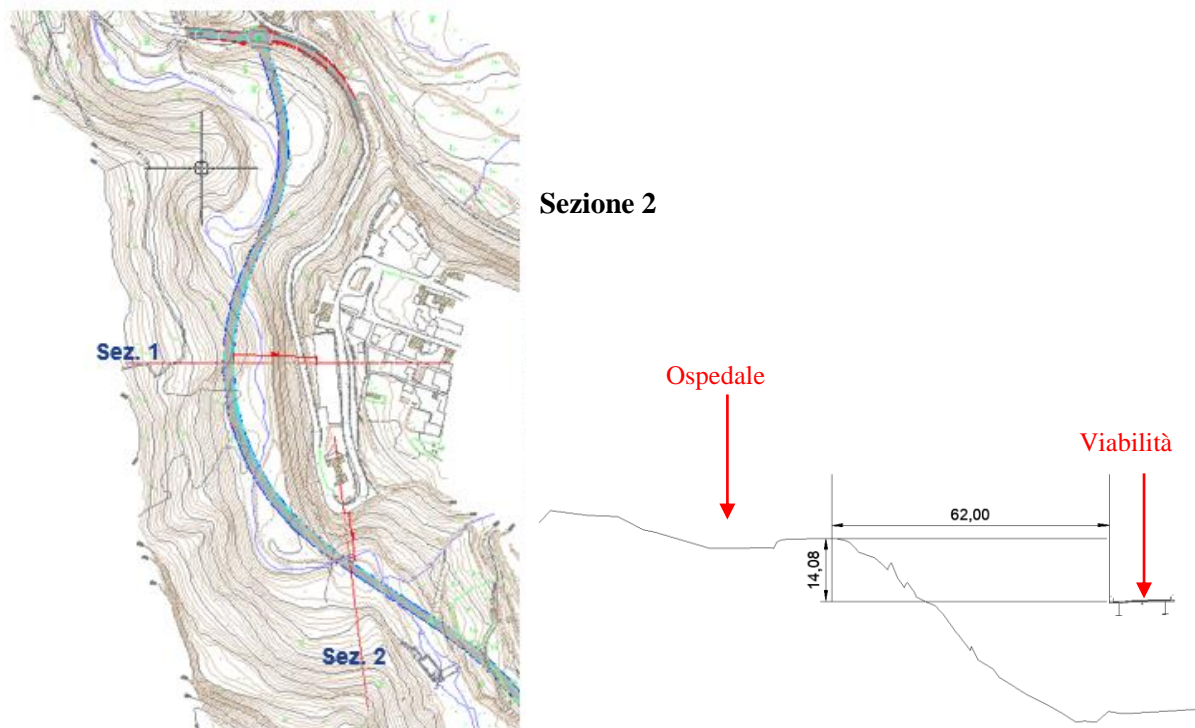 Sez. 1
Sez. 2
Sezione 2
Ospedale
Viabilità
62,00
14,08